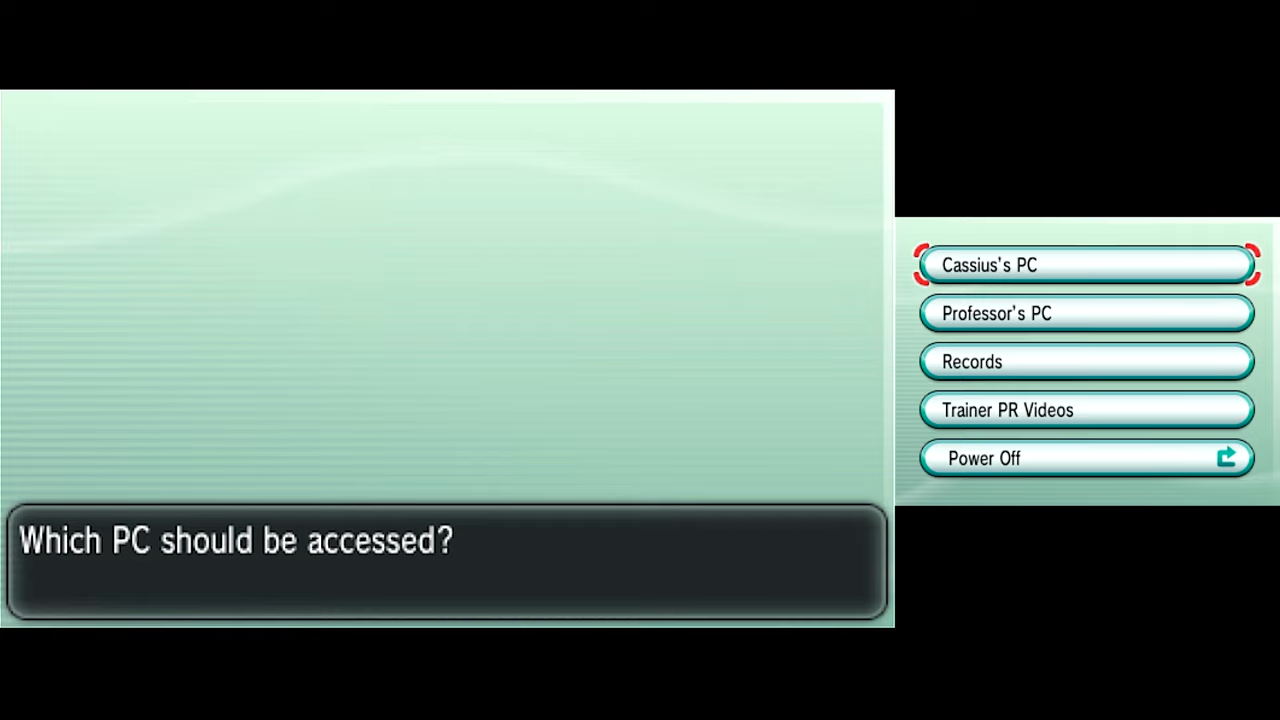 Which PC should be accessed?
Cassius's PC
Professor's PC
Records
Trainer PR Videos
Power Off